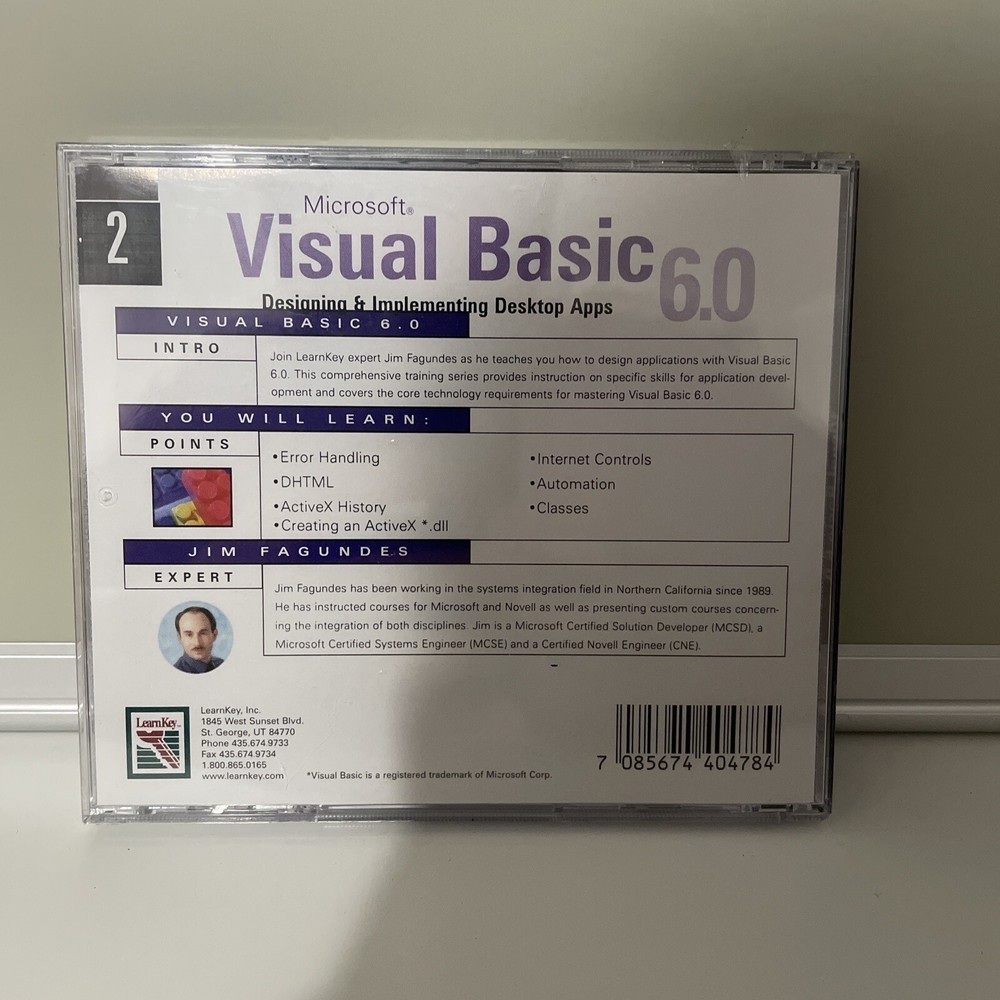 2
Microsoft®
Visual Basic 6.0
Designing & Implementing Desktop Apps
VISUAL BASIC 6.0
INTRO
Join LearnKey expert Jim Fagundes as he teaches you how to design applications with Visual Basic
6.0. This comprehensive training series provides instruction on specific skills for application devel-
opment and covers the core technology requirements for mastering Visual Basic 6.0.
YOU WILL LEARN:
POINTS
•Error Handling
•DHTML
•ActiveX History
•Creating an ActiveX *.dll
•Internet Controls
•Automation
•Classes
JIM FAGUNDES
EXPERT
Jim Fagundes has been working in the systems integration field in Northern California since 1989.
He has instructed courses for Microsoft and Novell as well as presenting custom courses concern-
ing the integration of both disciplines. Jim is a Microsoft Certified Solution Developer (MCSD), a
Microsoft Certified Systems Engineer (MCSE) and a Certified Novell Engineer (CNE).
LearnKey™
LearnKey, Inc.
1845 West Sunset Blvd.
St. George, UT 84770
Phone 435.674.9733
Fax 435.674.9734
1.800.865.0165
www.learnkey.com
*Visual Basic is a registered trademark of Microsoft Corp.
7 085674 404784